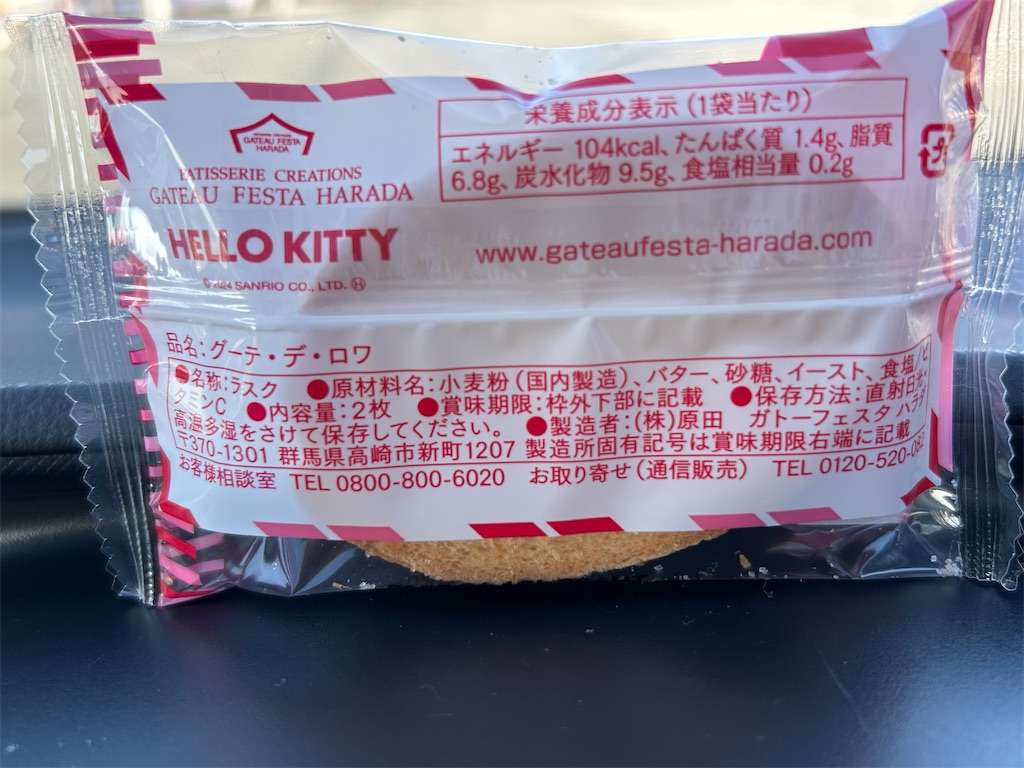 GATEAU FESTA
HARADA
PATISSERIE CREATIONS
GATEAU FESTA HARADA
HELLO KITTY
© 2024 SANRIO CO., LTD. Ⓗ
栄養成分表示(1袋当たり)
エネルギー 104kcal、たんぱく質 1.4g、脂質
6.8g、炭水化物 9.5g、食塩相当量 0.2g
プラ
www.gateaufesta-harada.com
品名:グーテ・デ・ロワ
●名称:ラスク ●原材料名:小麦粉(国内製造)、バター、砂糖、イースト、食塩/ビ
タミンC ●内容量:2枚 ●賞味期限:枠外下部に記載 ●保存方法:直射日光・
高温多湿をさけて保存してください。 ●製造者:(株)原田 ガトーフェスタ ハラダ
〒370-1301 群馬県高崎市新町1207 製造所固有記号は賞味期限右端に記載
お客様相談室 TEL 0800-800-6020 お取り寄せ(通信販売) TEL 0120-520-082